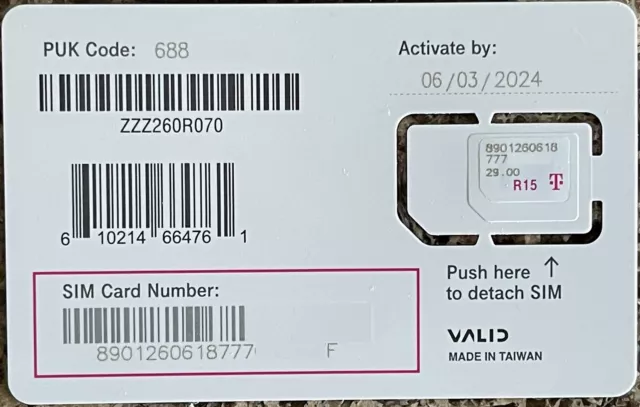 PUK Code: 688
Activate by:
06/03/2024
ZZZ260R070
8901260618
777
29.00
R15 T
6 10214 66476 1
SIM Card Number:
8901260618777
F
Push here ↑
to detach SIM
VALID
MADE IN TAIWAN